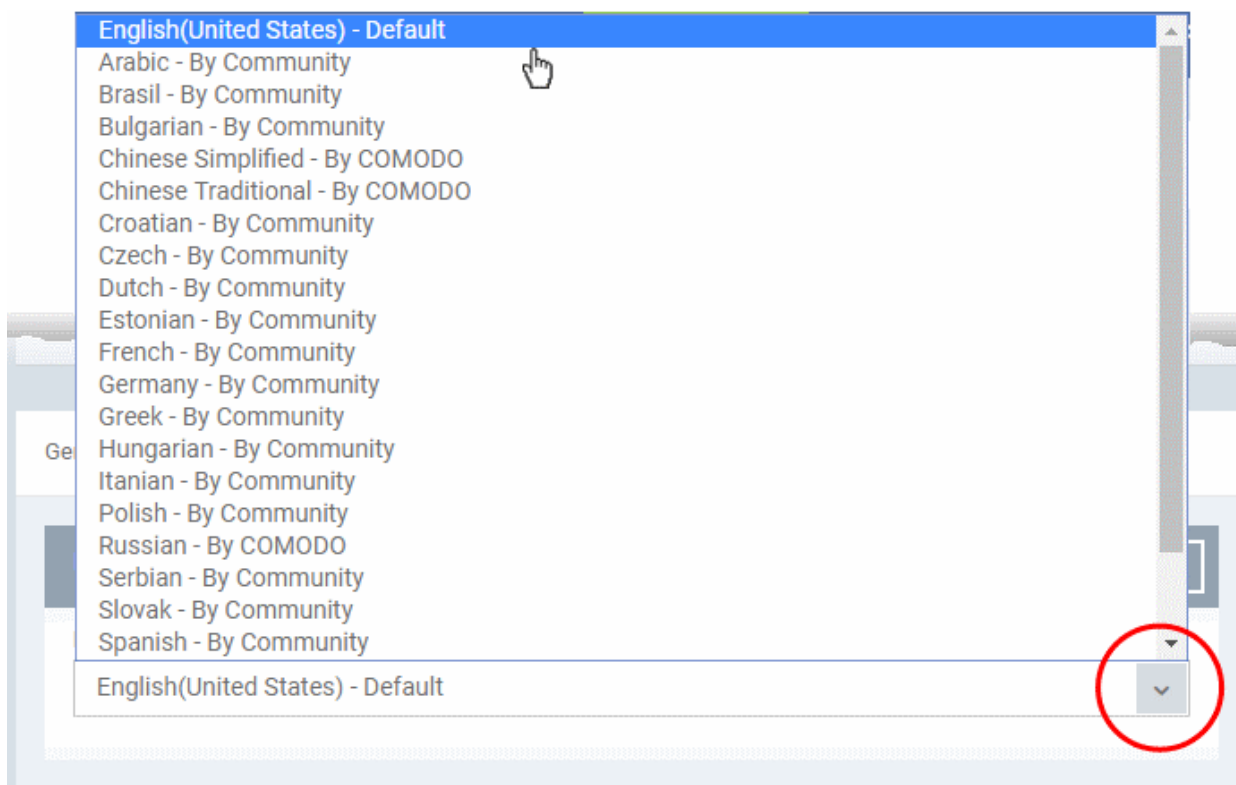 English(United States) - Default
Arabic - By Community
Brasil - By Community
Bulgarian - By Community
Chinese Simplified - By COMODO
Chinese Traditional - By COMODO
Croatian - By Community
Czech - By Community
Dutch - By Community
Estonian - By Community
French - By Community
Germany - By Community
Greek - By Community
Hungarian - By Community
Itanian - By Community
Polish - By Community
Russian - By COMODO
Serbian - By Community
Slovak - By Community
Spanish - By Community
English(United States) - Default